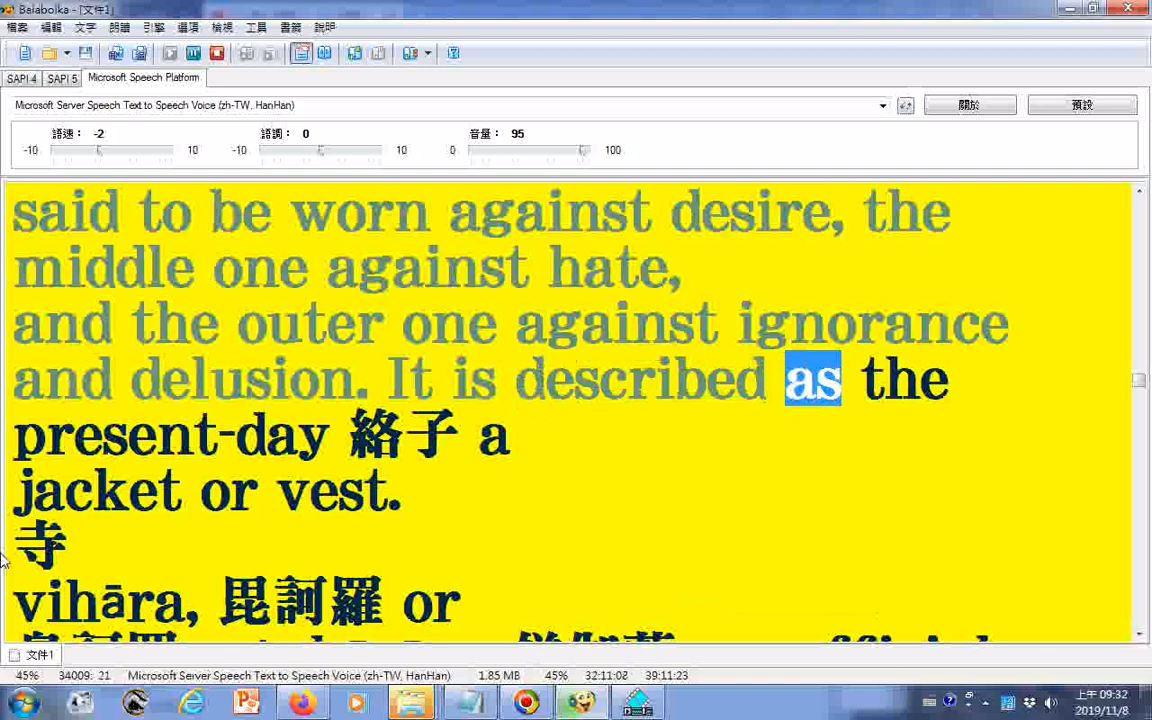 Balabolka - [文件1]
檔案 編輯 文字 朗讀 引擎 選項 檢視 工具 書籤 說明
SAPI 4 SAPI 5 Microsoft Speech Platform
Microsoft Server Speech Text to Speech Voice (zh-TW, HanHan) 關於 預設
語速： -2 語調： 0 音量： 95
-10 10 -10 10 0 100
said to be worn against desire, the
middle one against hate,
and the outer one against ignorance
and delusion. It is described as the
present-day 絡子 a
jacket or vest.
寺
vihāra, 毘訶羅 or
文件1
45% 34009: 21 Microsoft Server Speech Text to Speech Voice (zh-TW, HanHan) 1.85 MB 45% 32:11:02 39:11:23
上午 09:32
2019/11/8